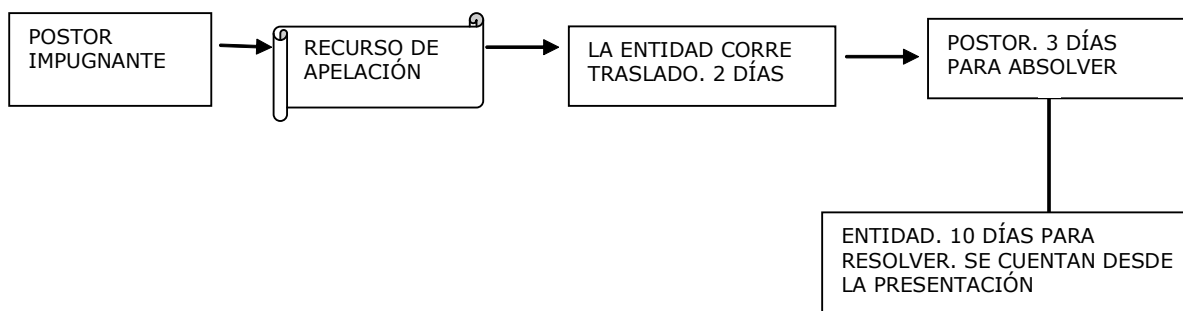 POSTOR
IMPUGNANTE
RECURSO DE
APELACIÓN
LA ENTIDAD CORRE
TRASLADO. 2 DÍAS
POSTOR. 3 DÍAS
PARA ABSOLVER
ENTIDAD. 10 DÍAS PARA
RESOLVER. SE CUENTAN DESDE
LA PRESENTACIÓN